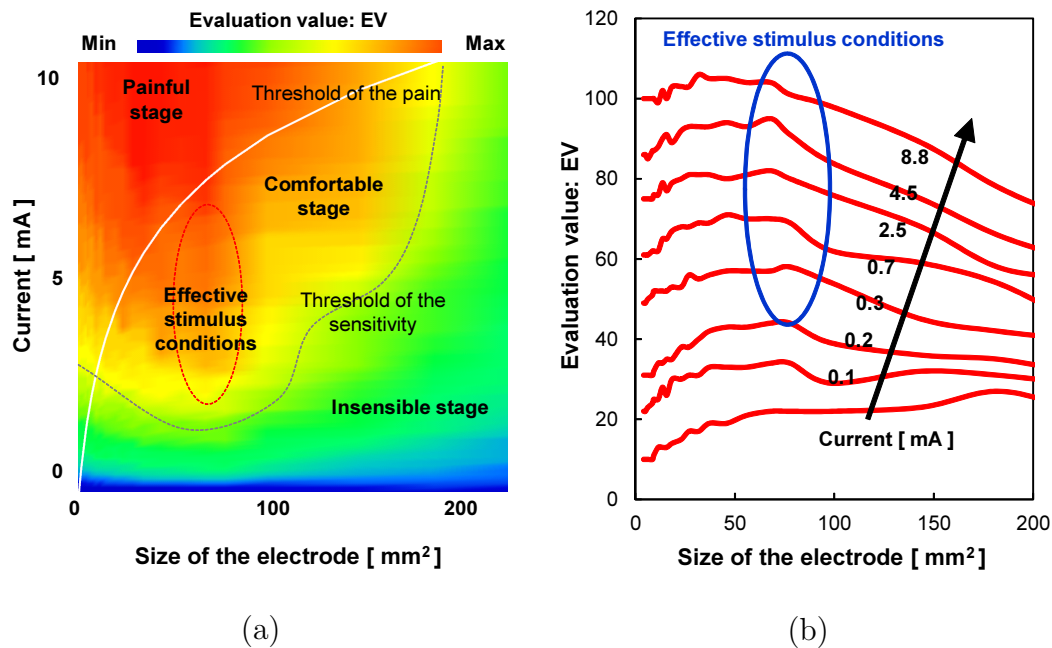 Evaluation value: EV
Min
Max
10
5
0
Current [ mA ]
Painful
stage
Threshold of the pain
Comfortable
stage
Effective
stimulus
conditions
Threshold of the
sensitivity
Insensible stage
0
100
200
Size of the electrode [ mm²]
(a)
120
100
80
60
40
20
0
Evaluation value: EV
Effective stimulus conditions
8.8
4.5
2.5
0.7
0.3
0.2
0.1
Current [ mA ]
0
50
100
150
200
Size of the electrode [ mm²]
(b)